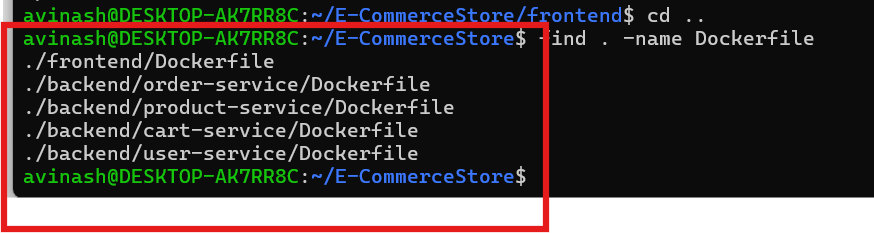 avinash@DESKTOP-AK7RR8C:~/E-CommerceStore/frontend$ cd ..
avinash@DESKTOP-AK7RR8C:~/E-CommerceStore$ find . -name Dockerfile
./frontend/Dockerfile
./backend/order-service/Dockerfile
./backend/product-service/Dockerfile
./backend/cart-service/Dockerfile
./backend/user-service/Dockerfile
avinash@DESKTOP-AK7RR8C:~/E-CommerceStore$